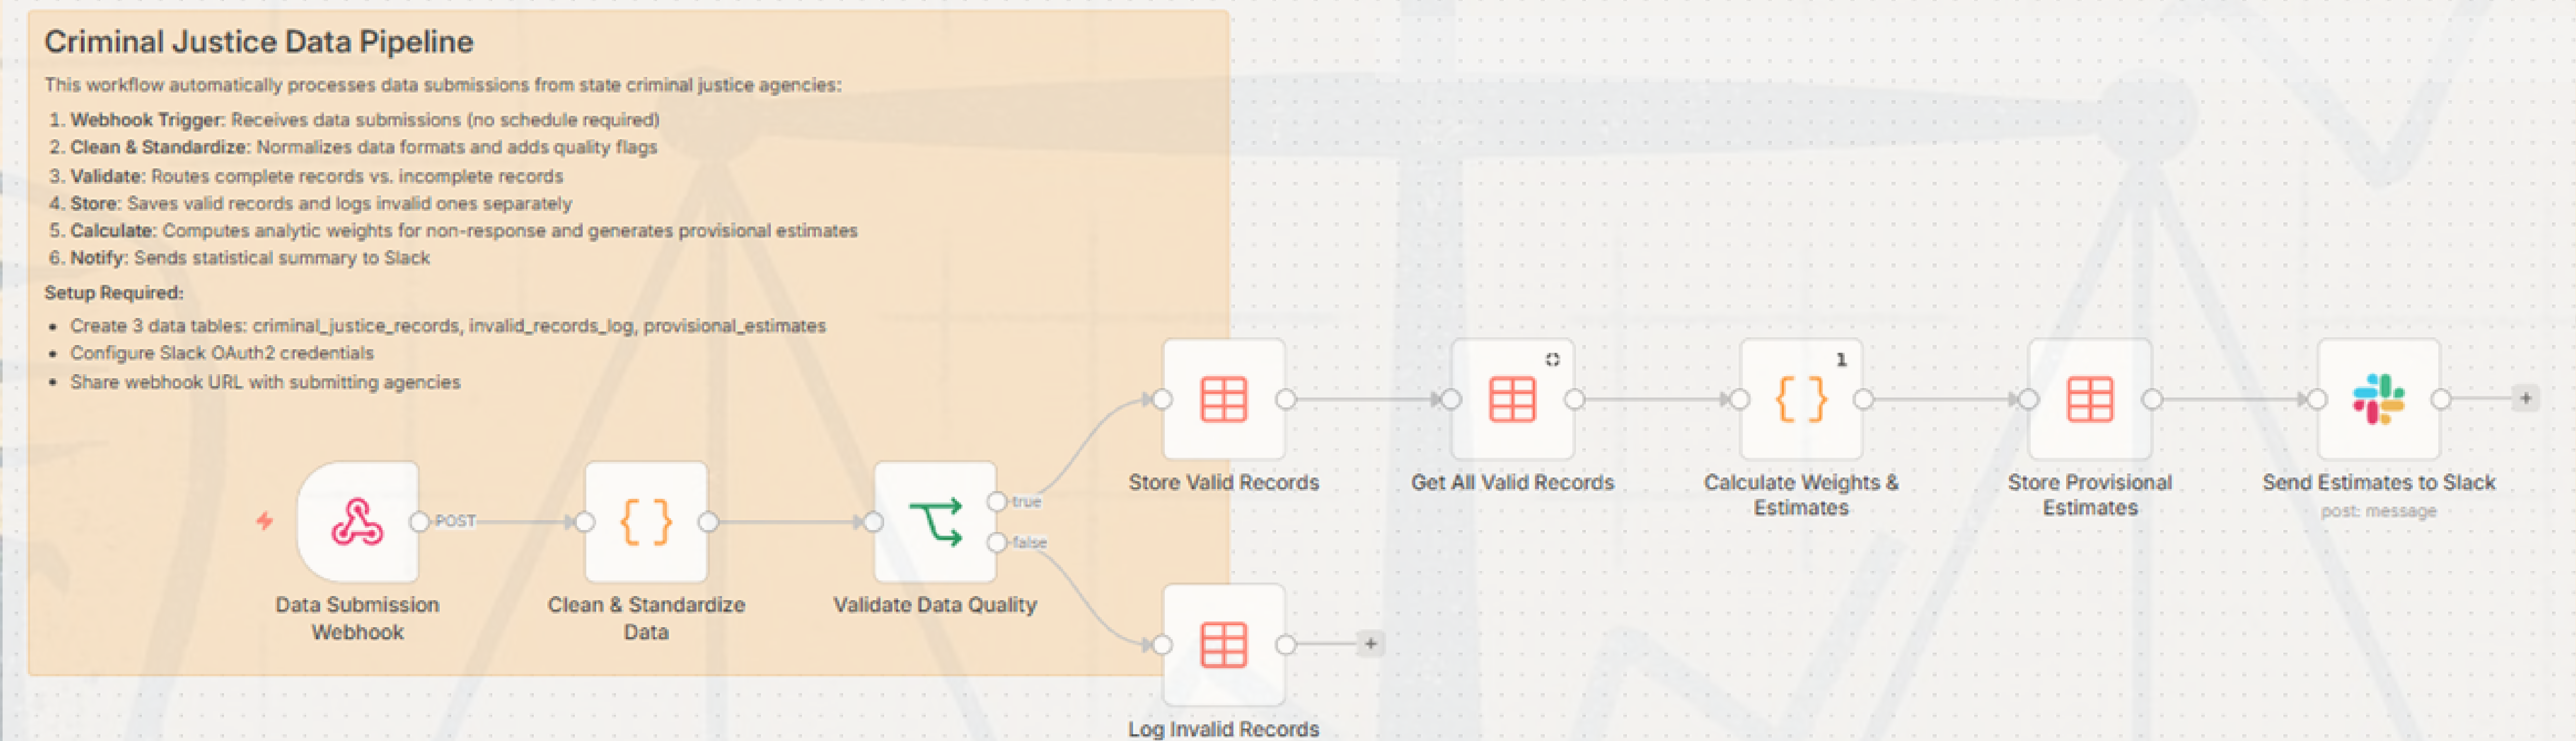 Criminal Justice Data Pipeline
This workflow automatically processes data submissions from state criminal justice agencies:
1. Webhook Trigger: Receives data submissions (no schedule required)
2. Clean & Standardize: Normalizes data formats and adds quality flags
3. Validate: Routes complete records vs. incomplete records
4. Store: Saves valid records and logs invalid ones separately
5. Calculate: Computes analytic weights for non-response and generates provisional estimates
6. Notify: Sends statistical summary to Slack
Setup Required:
• Create 3 data tables: criminal_justice_records, invalid_records_log, provisional_estimates
• Configure Slack OAuth2 credentials
• Share webhook URL with submitting agencies
POST
Data Submission
Webhook
Clean & Standardize
Data
Validate Data Quality
true
false
Store Valid Records
Log Invalid Records
Get All Valid Records
1
Calculate Weights &
Estimates
Store Provisional
Estimates
Send Estimates to Slack
post: message